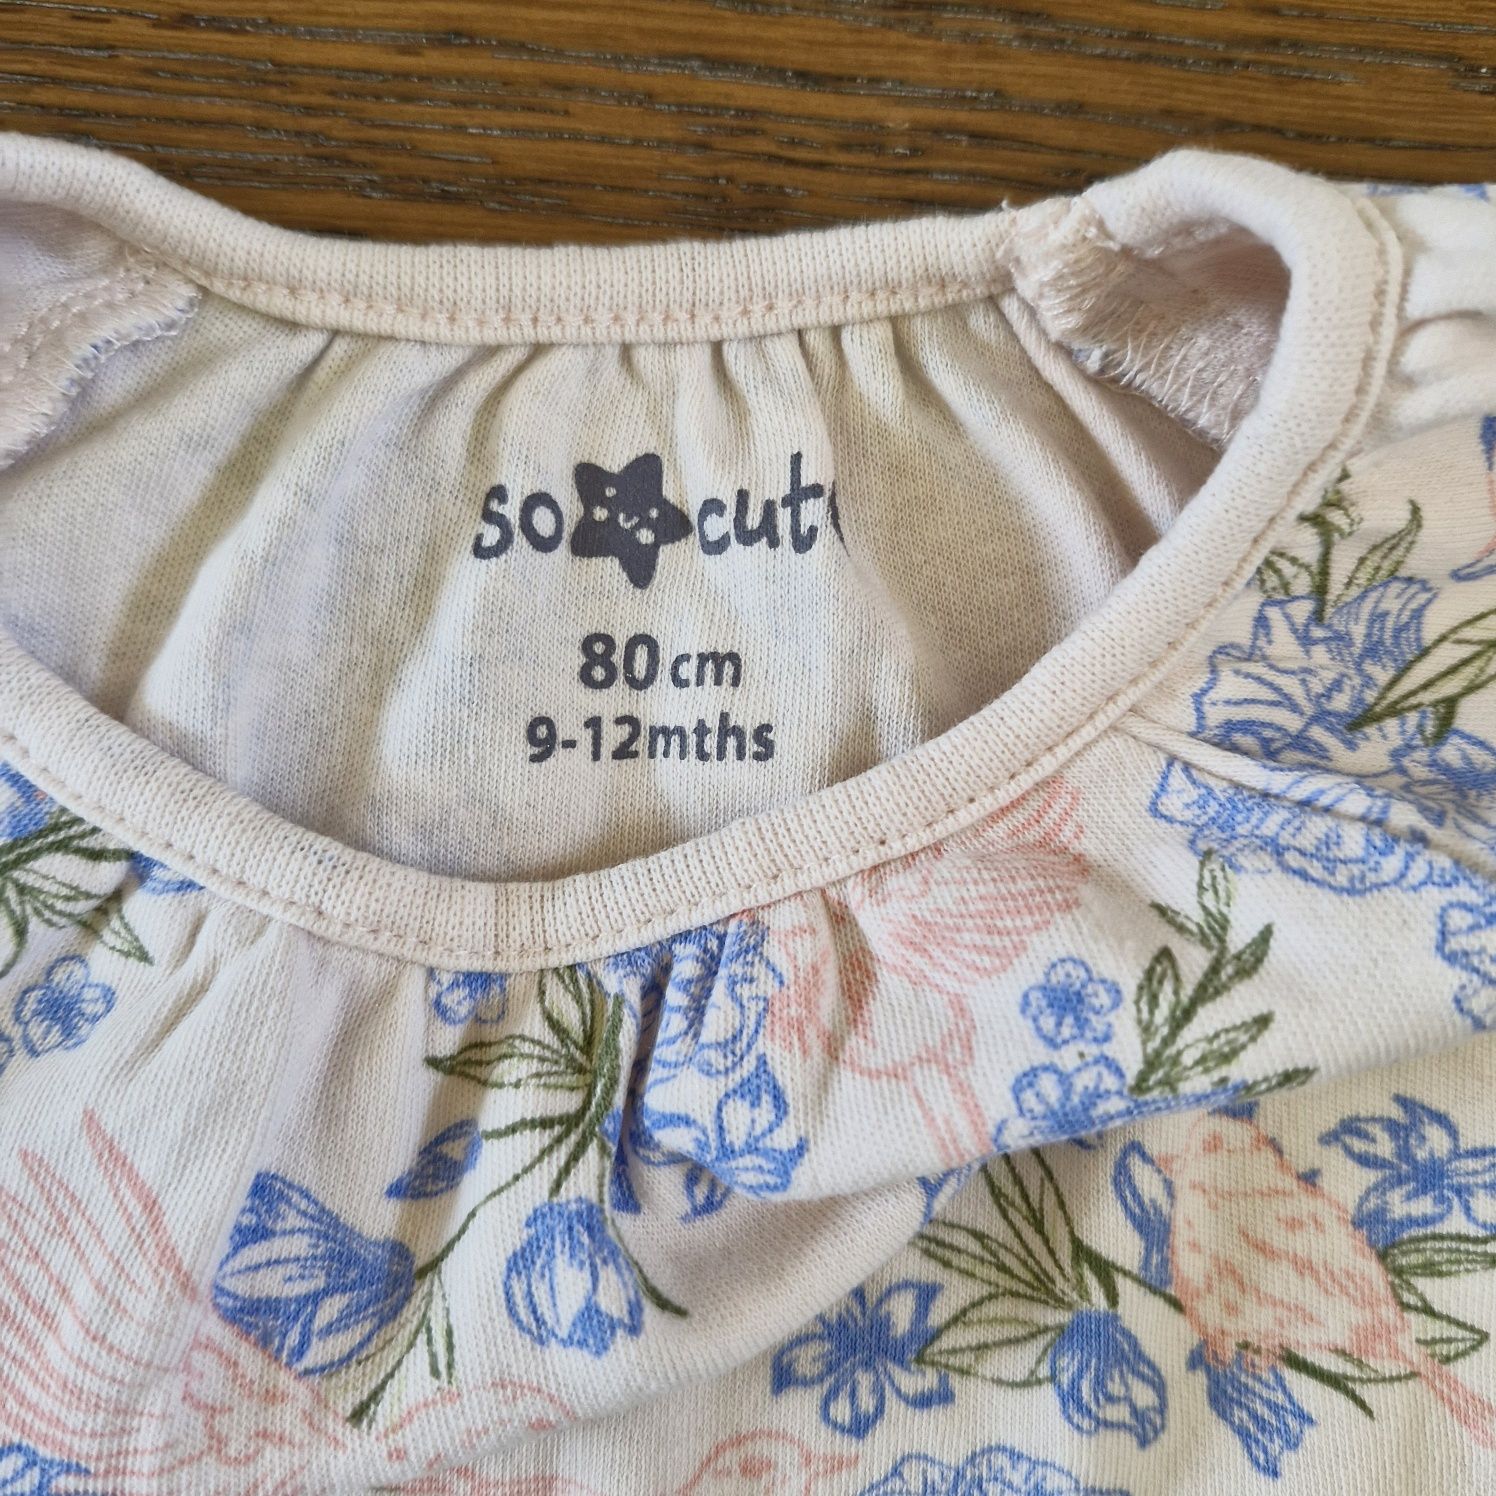 so cute
80 cm
9-12mths